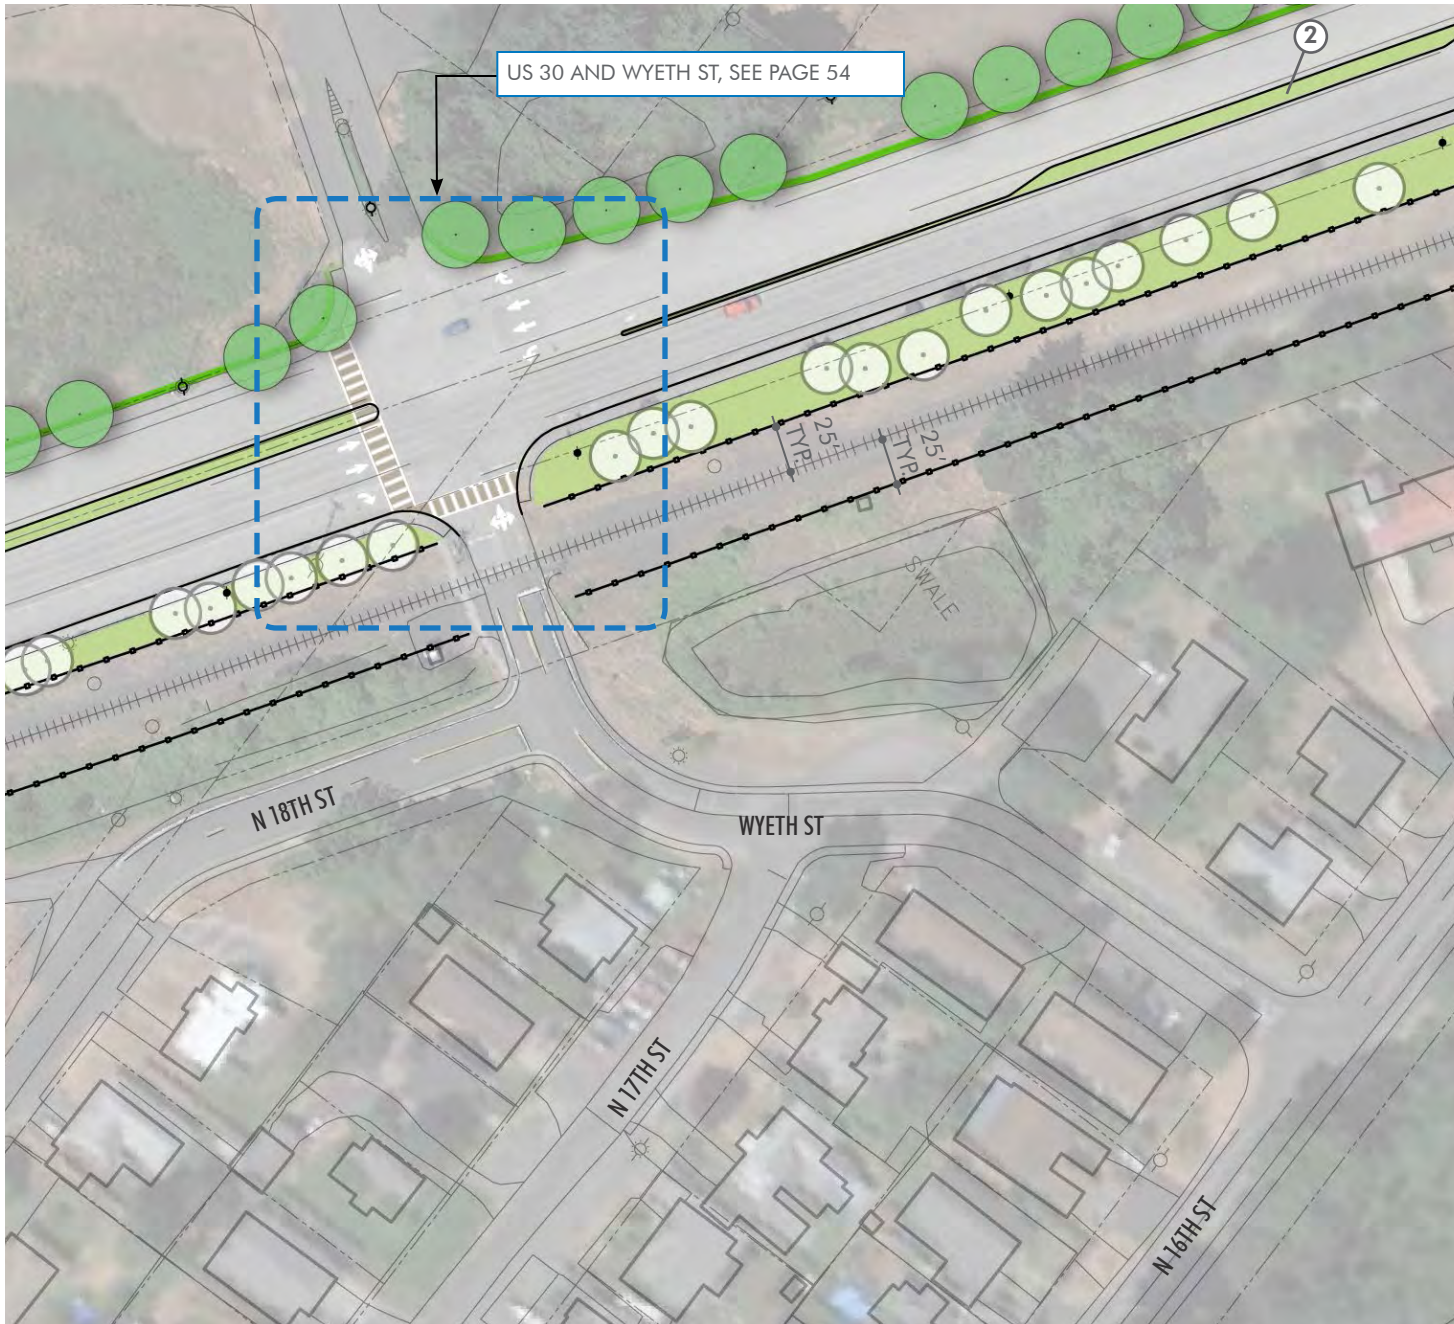 2
US 30 AND WYETH ST, SEE PAGE 54
25'
TYP.
25'
TYP.
SWALE
N 18TH ST
WYETH ST
N 17TH ST
N 16TH ST